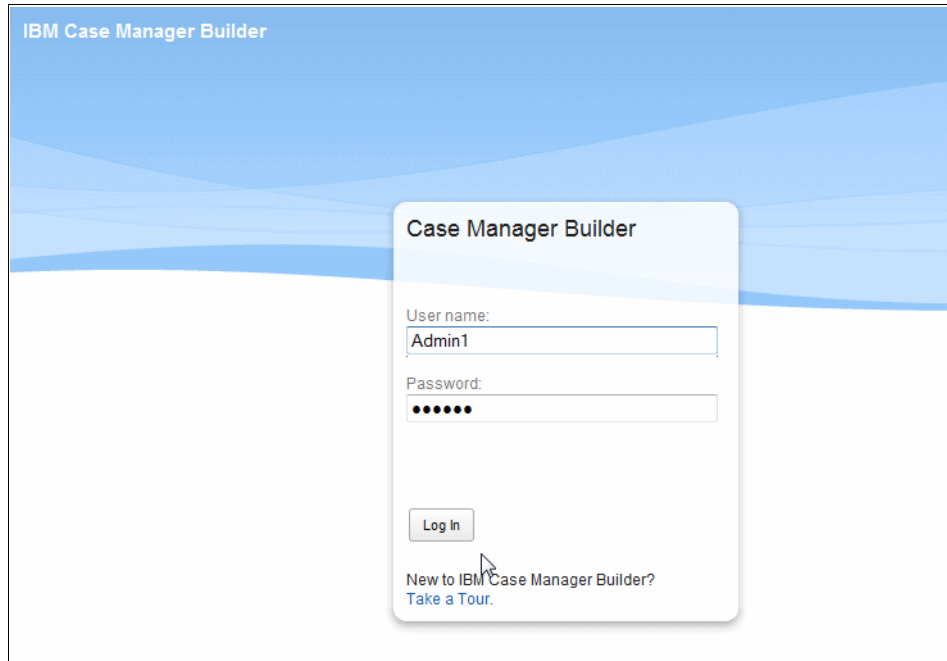 IBM Case Manager Builder
Case Manager Builder
User name:
Admin1
Password:
••••••
Log In
New to IBM Case Manager Builder?
Take a Tour.